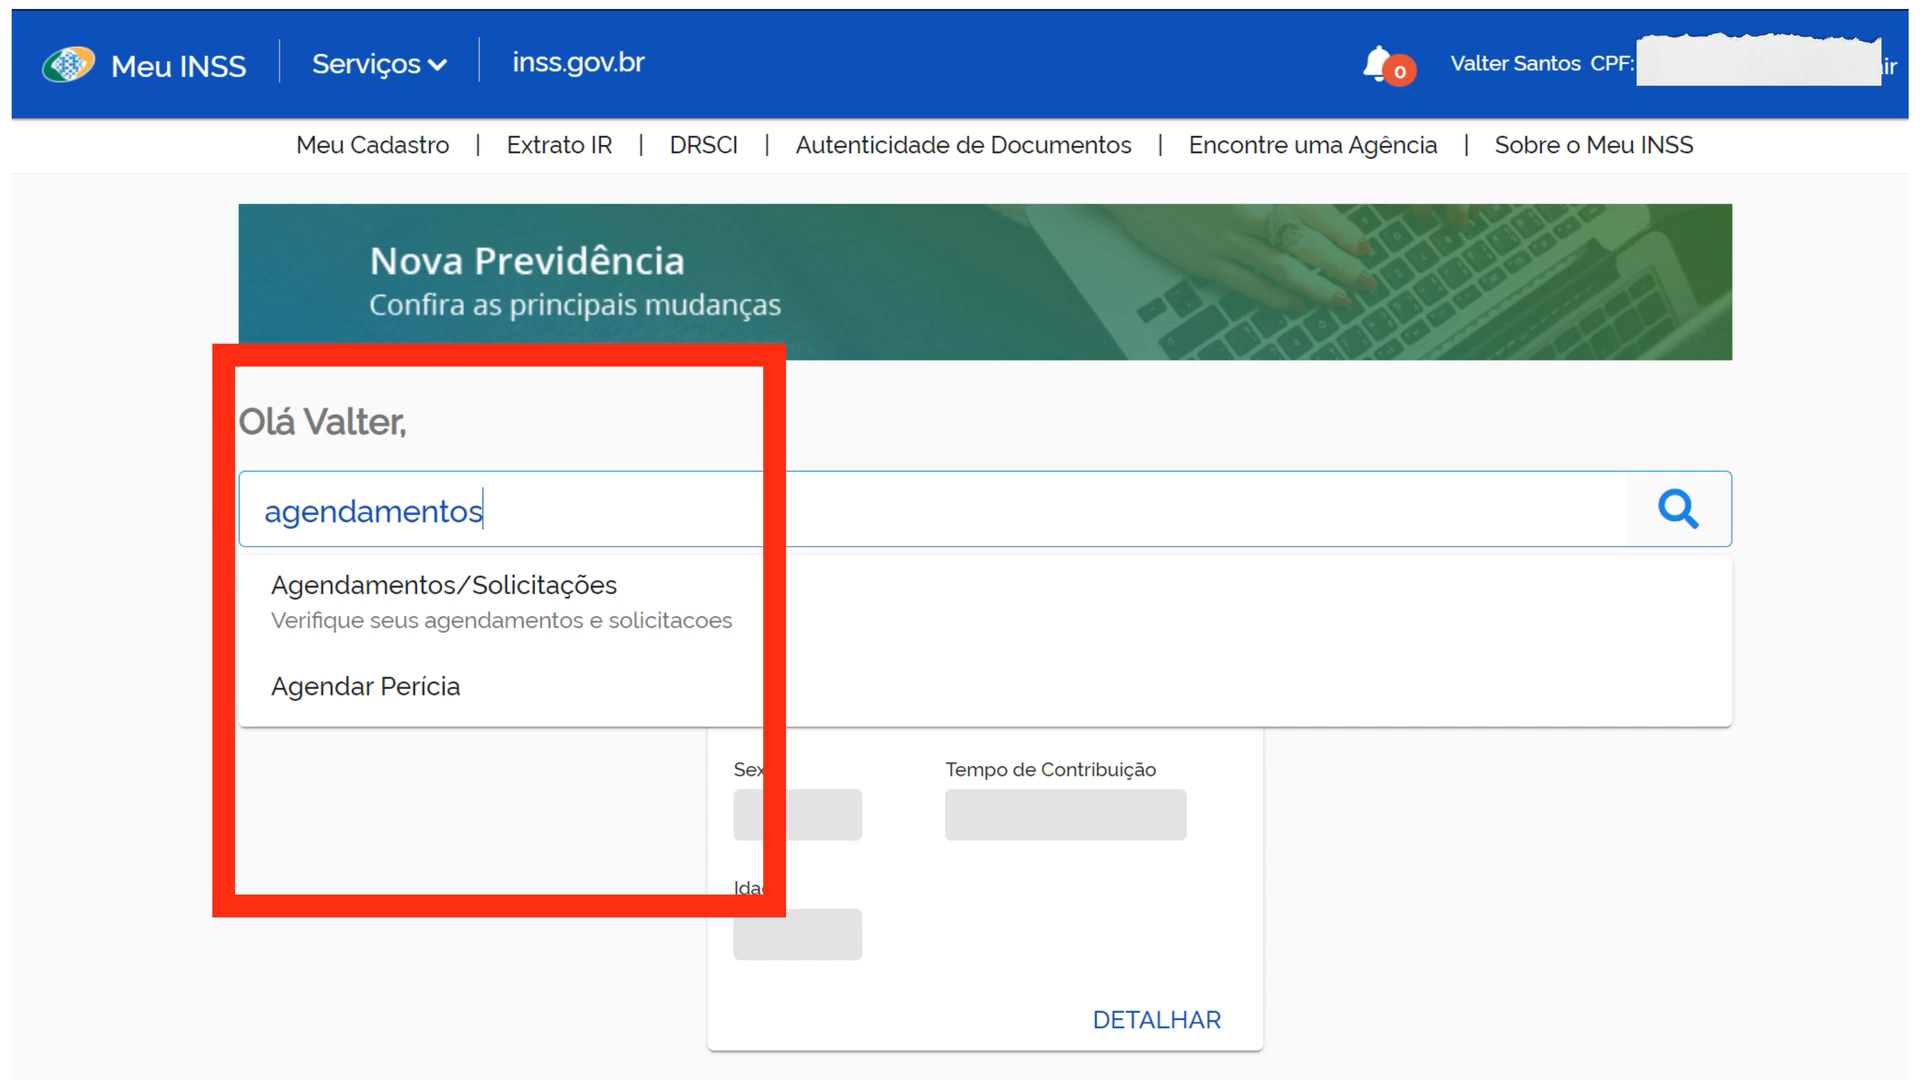 Meu INSS Serviços inss.gov.br 0 Valter Santos CPF:
Meu Cadastro | Extrato IR | DRSCI | Autenticidade de Documentos | Encontre uma Agência | Sobre o Meu INSS
Nova Previdência
Confira as principais mudanças
Olá Valter,
agendamentos
Agendamentos/Solicitações
Verifique seus agendamentos e solicitacoes
Agendar Perícia
Tempo de Contribuição
DETALHAR